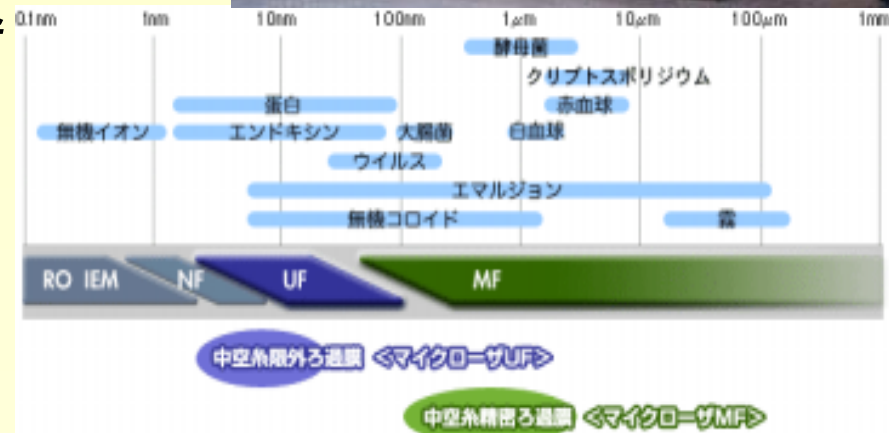 0.1nm 1nm 10nm 100nm 1μm 10μm 100μm 1mm
酵母菌
クリプトスポリジウム
蛋白 赤血球
無機イオン エンドキシン 大腸菌 白血球
ウイルス
エマルジョン
無機コロイド 霧
RO IEM NF UF MF
中空糸限外ろ過膜 <マイクローザUF>
中空糸精密ろ過膜 <マイクローザMF>